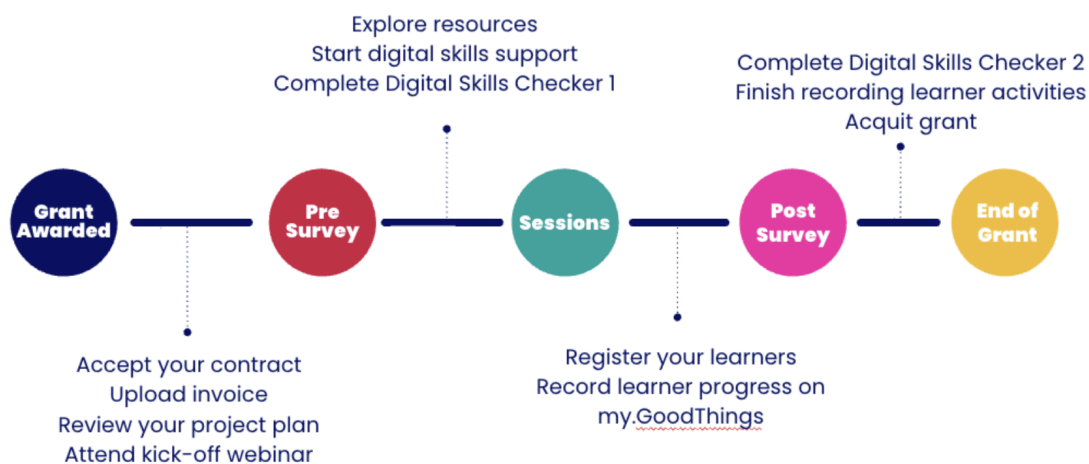 Explore resources
Start digital skills support
Complete Digital Skills Checker 1
Complete Digital Skills Checker 2
Finish recording learner activities
Acquit grant
Grant
Awarded
Pre
Survey
Sessions
Post
Survey
End of
Grant
Accept your contract
Upload invoice
Review your project plan
Attend kick-off webinar
Register your learners
Record learner progress on
my.GoodThings